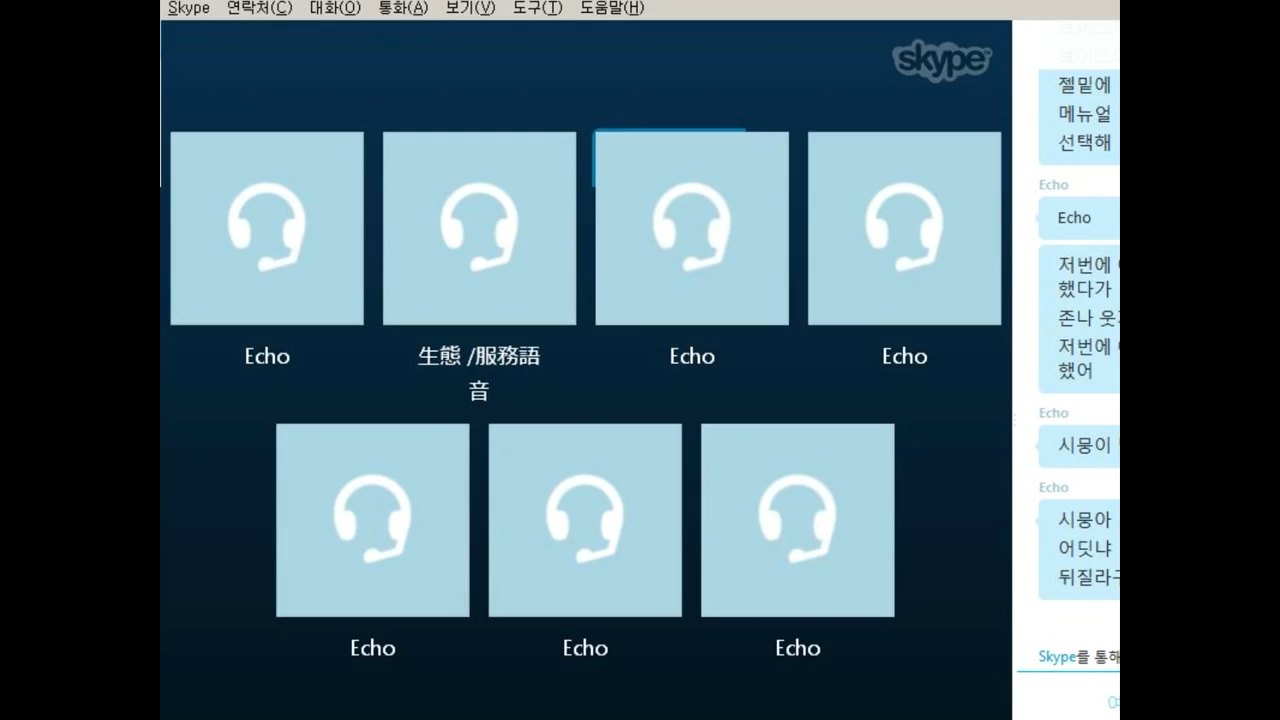 Skype 연락처(C) 대화(O) 통화(A) 보기(V) 도구(T) 도움말(H)
skype
Echo
生態 /服務語
音
Echo
Echo
Echo
Echo
Echo
젤밑에
메뉴얼
선택해
Echo
Echo
저번에
했다가
존나
저번에
했어
Echo
시뭉이
Echo
시뭉아
어딧냐
뒤질라
Skype를 통해